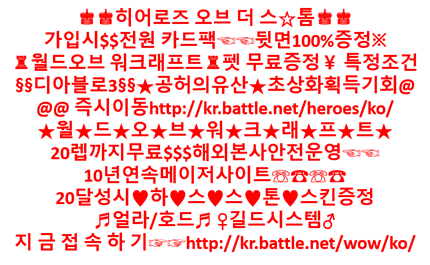 ♚♚히어로즈 오브 더 스☆톰♚♚
가입시$$전원 카드팩☜☜뒷면100%증정※
♜월드오브 워크래프트♜펫 무료증정￥ 특정조건
§§디아블로3§§★공허의유산★초상화획득기회@
@@ 즉시이동http://kr.battle.net/heroes/ko/
★월★드★오★브★워★크★래★프★트★
20렙까지무료$$$해외본사안전운영☜☜
10년연속메이저사이트☏☎☏☎
20달성시♥하♥스♥스♥톤♥스킨증정
♬얼라/호드♬♀길드시스템♂
지 금 접 속 하 기☞☞http://kr.battle.net/wow/ko/